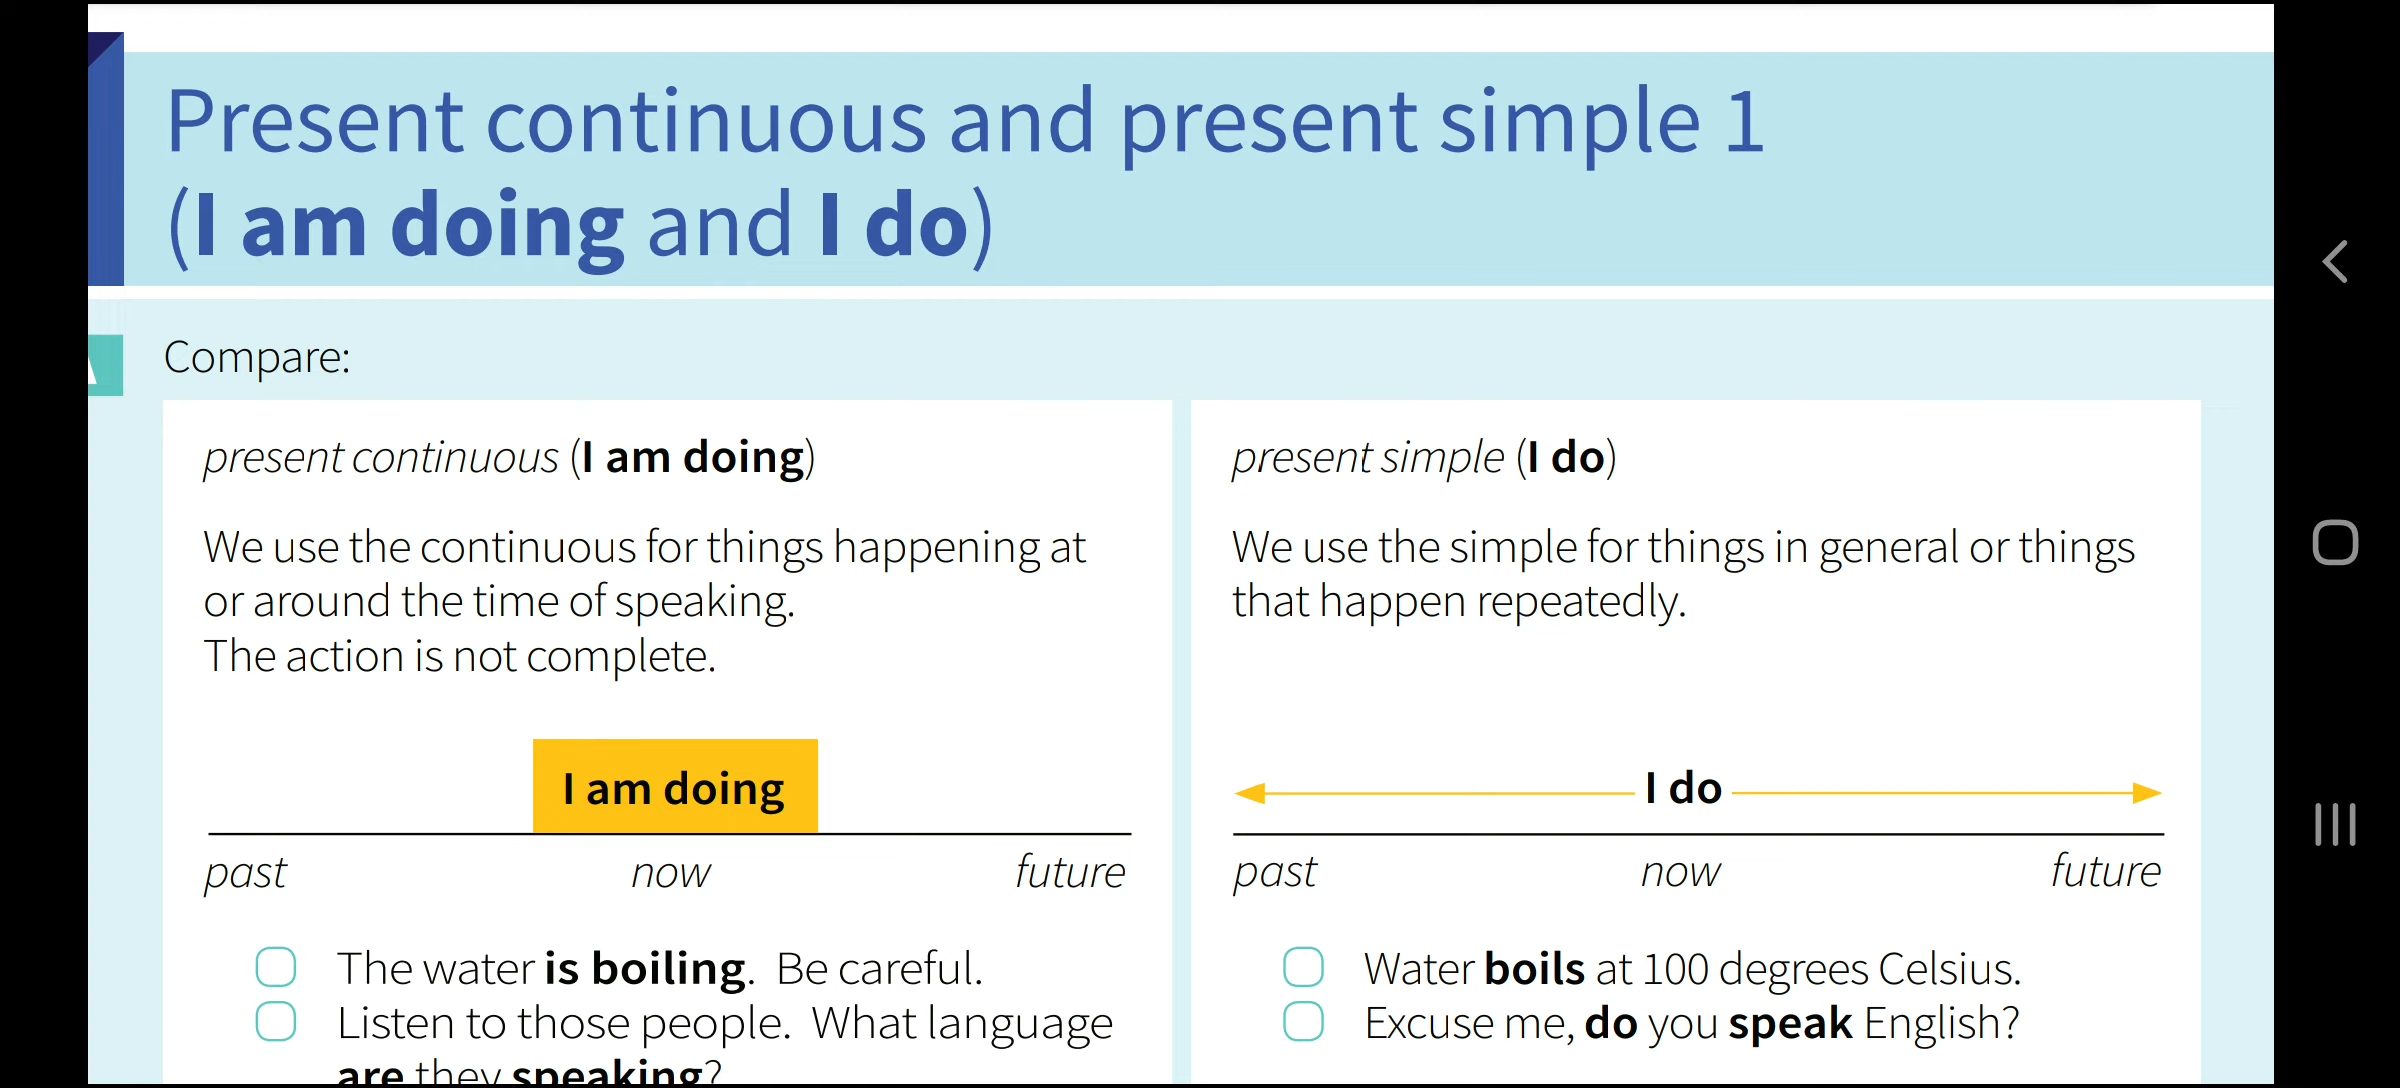 Present continuous and present simple 1
(I am doing and I do)
Compare:
present continuous (I am doing)
We use the continuous for things happening at
or around the time of speaking.
The action is not complete.
I am doing
past now future
The water is boiling. Be careful.
Listen to those people. What language
are they speaking?
present simple (I do)
We use the simple for things in general or things
that happen repeatedly.
I do
past now future
Water boils at 100 degrees Celsius.
Excuse me, do you speak English?